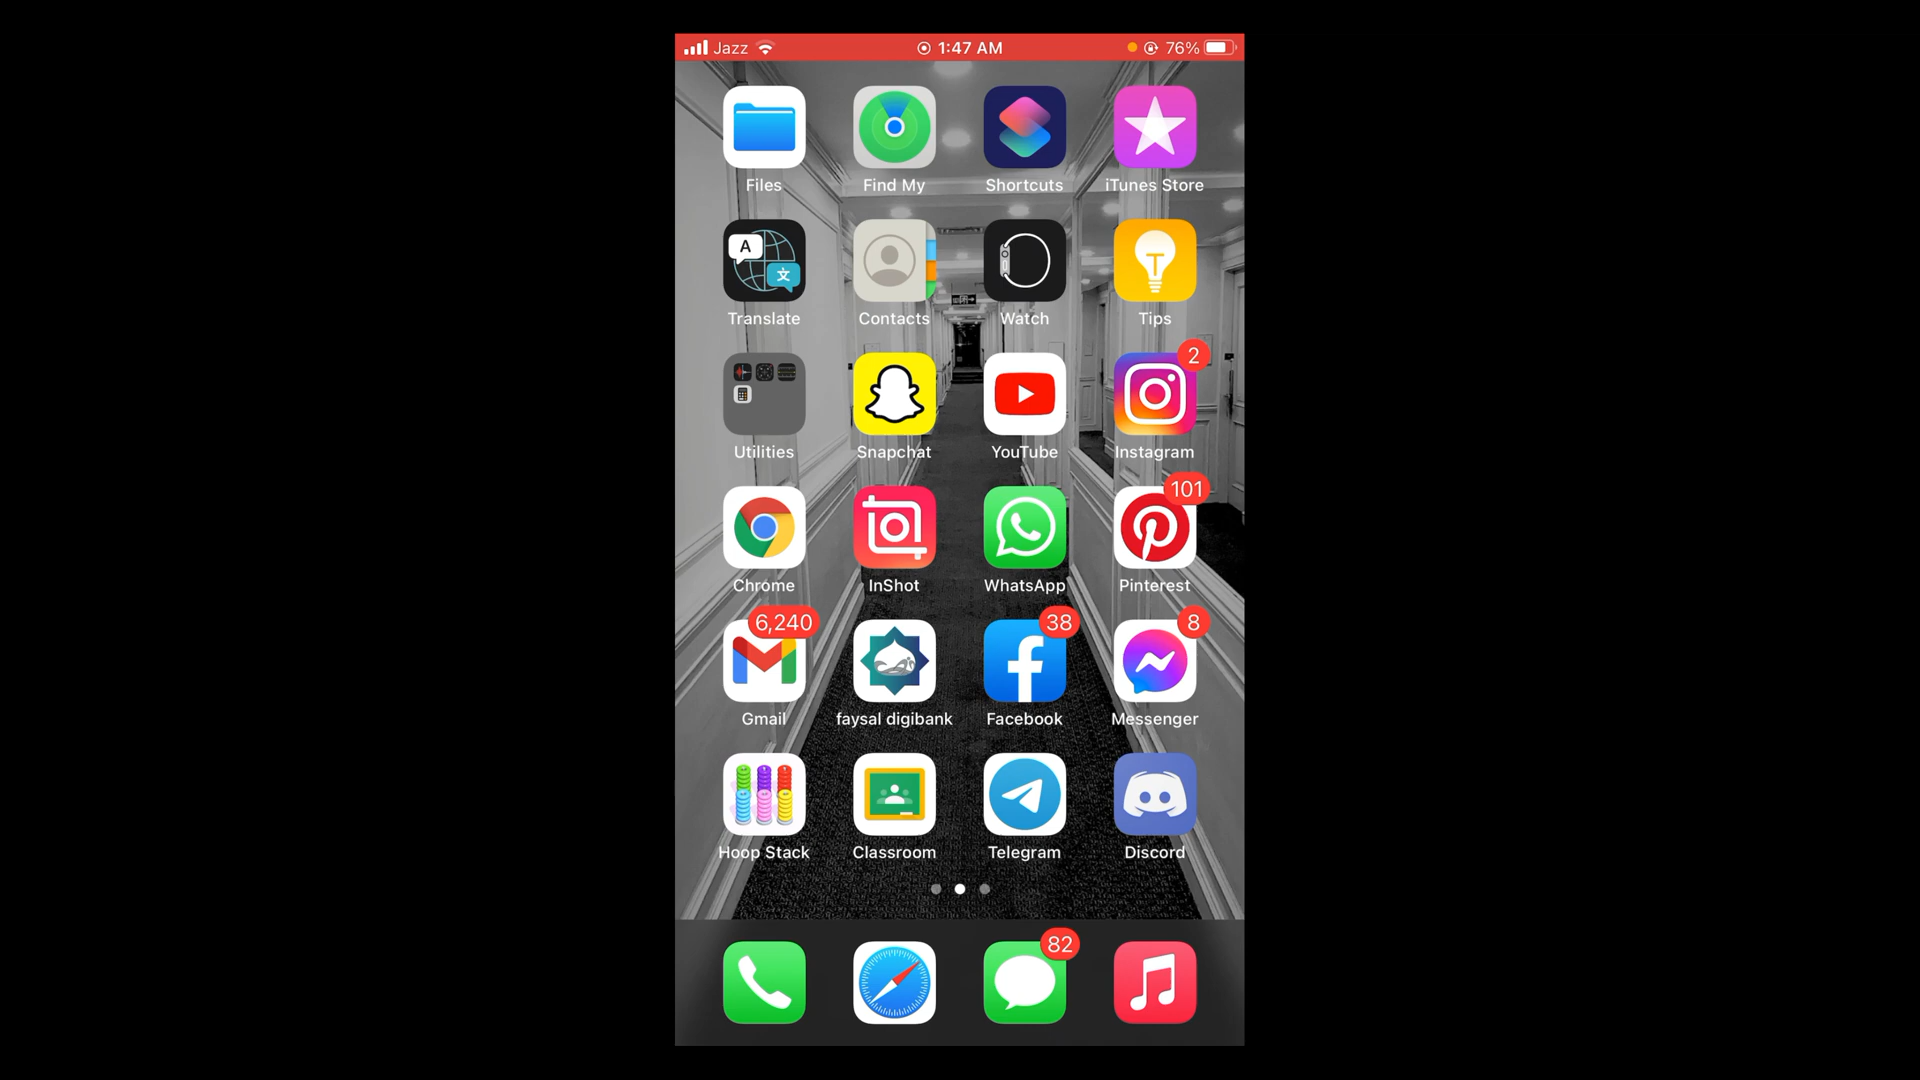 Jazz 1:47 AM 76%
Files Find My Shortcuts iTunes Store
A 文 T
Translate Contacts Watch Tips
2
Utilities Snapchat YouTube Instagram
101
Chrome InShot WhatsApp Pinterest
6,240 38 8
Gmail faysal digibank Facebook Messenger
Hoop Stack Classroom Telegram Discord
82